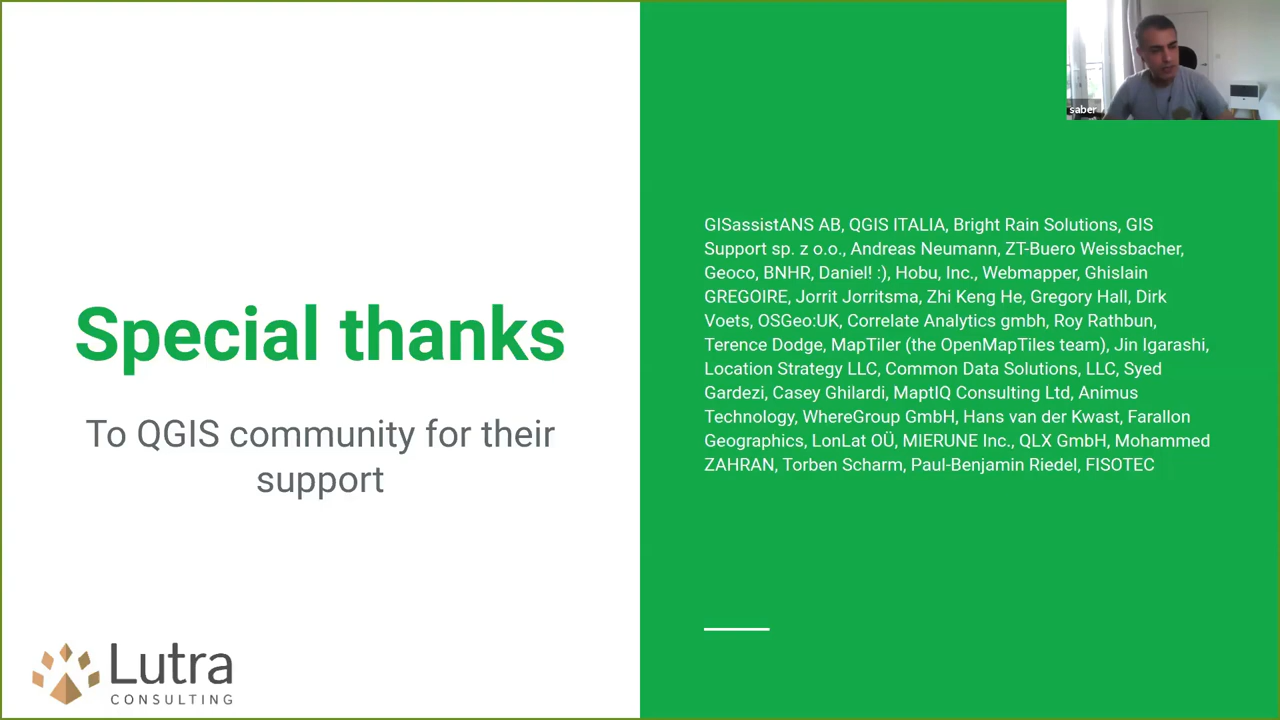 saber
Special thanks
To QGIS community for their
support
GISassistANS AB, QGIS ITALIA, Bright Rain Solutions, GIS
Support sp. z o.o., Andreas Neumann, ZT-Buero Weissbacher,
Geoco, BNHR, Daniel! :), Hobu, Inc., Webmapper, Ghislain
GREGOIRE, Jorrit Jorritsma, Zhi Keng He, Gregory Hall, Dirk
Voets, OSGeo:UK, Correlate Analytics gmbh, Roy Rathbun,
Terence Dodge, MapTiler (the OpenMapTiles team), Jin Igarashi,
Location Strategy LLC, Common Data Solutions, LLC, Syed
Gardezi, Casey Ghilardi, MaptIQ Consulting Ltd, Animus
Technology, WhereGroup GmbH, Hans van der Kwast, Farallon
Geographics, LonLat OÜ, MIERUNE Inc., QLX GmbH, Mohammed
ZAHRAN, Torben Scharm, Paul-Benjamin Riedel, FISOTEC
Lutra
CONSULTING